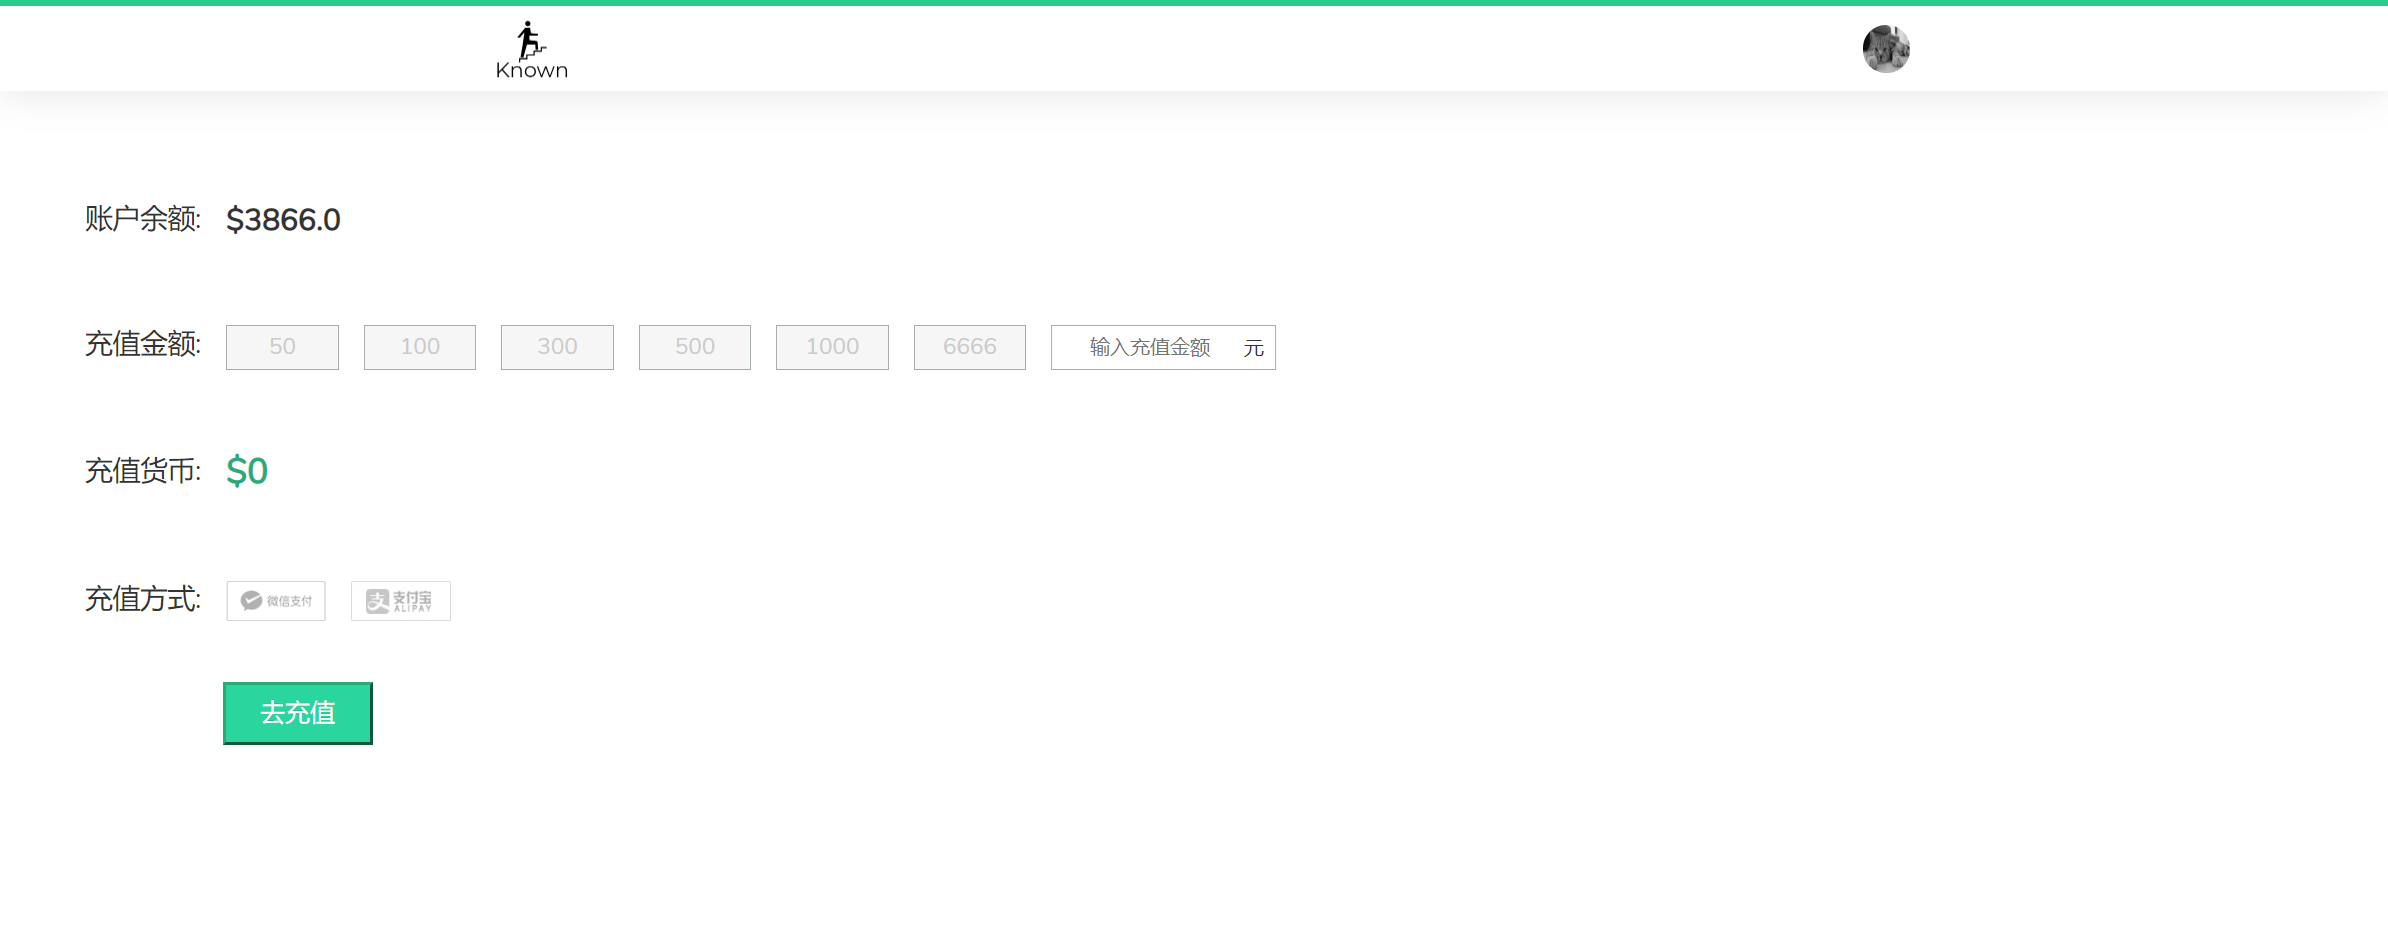 Known
账户余额: $3866.0
充值金额: 50 100 300 500 1000 6666 输入充值金额 元
充值货币: $0
充值方式: 微信支付 支付宝 ALIPAY
去充值